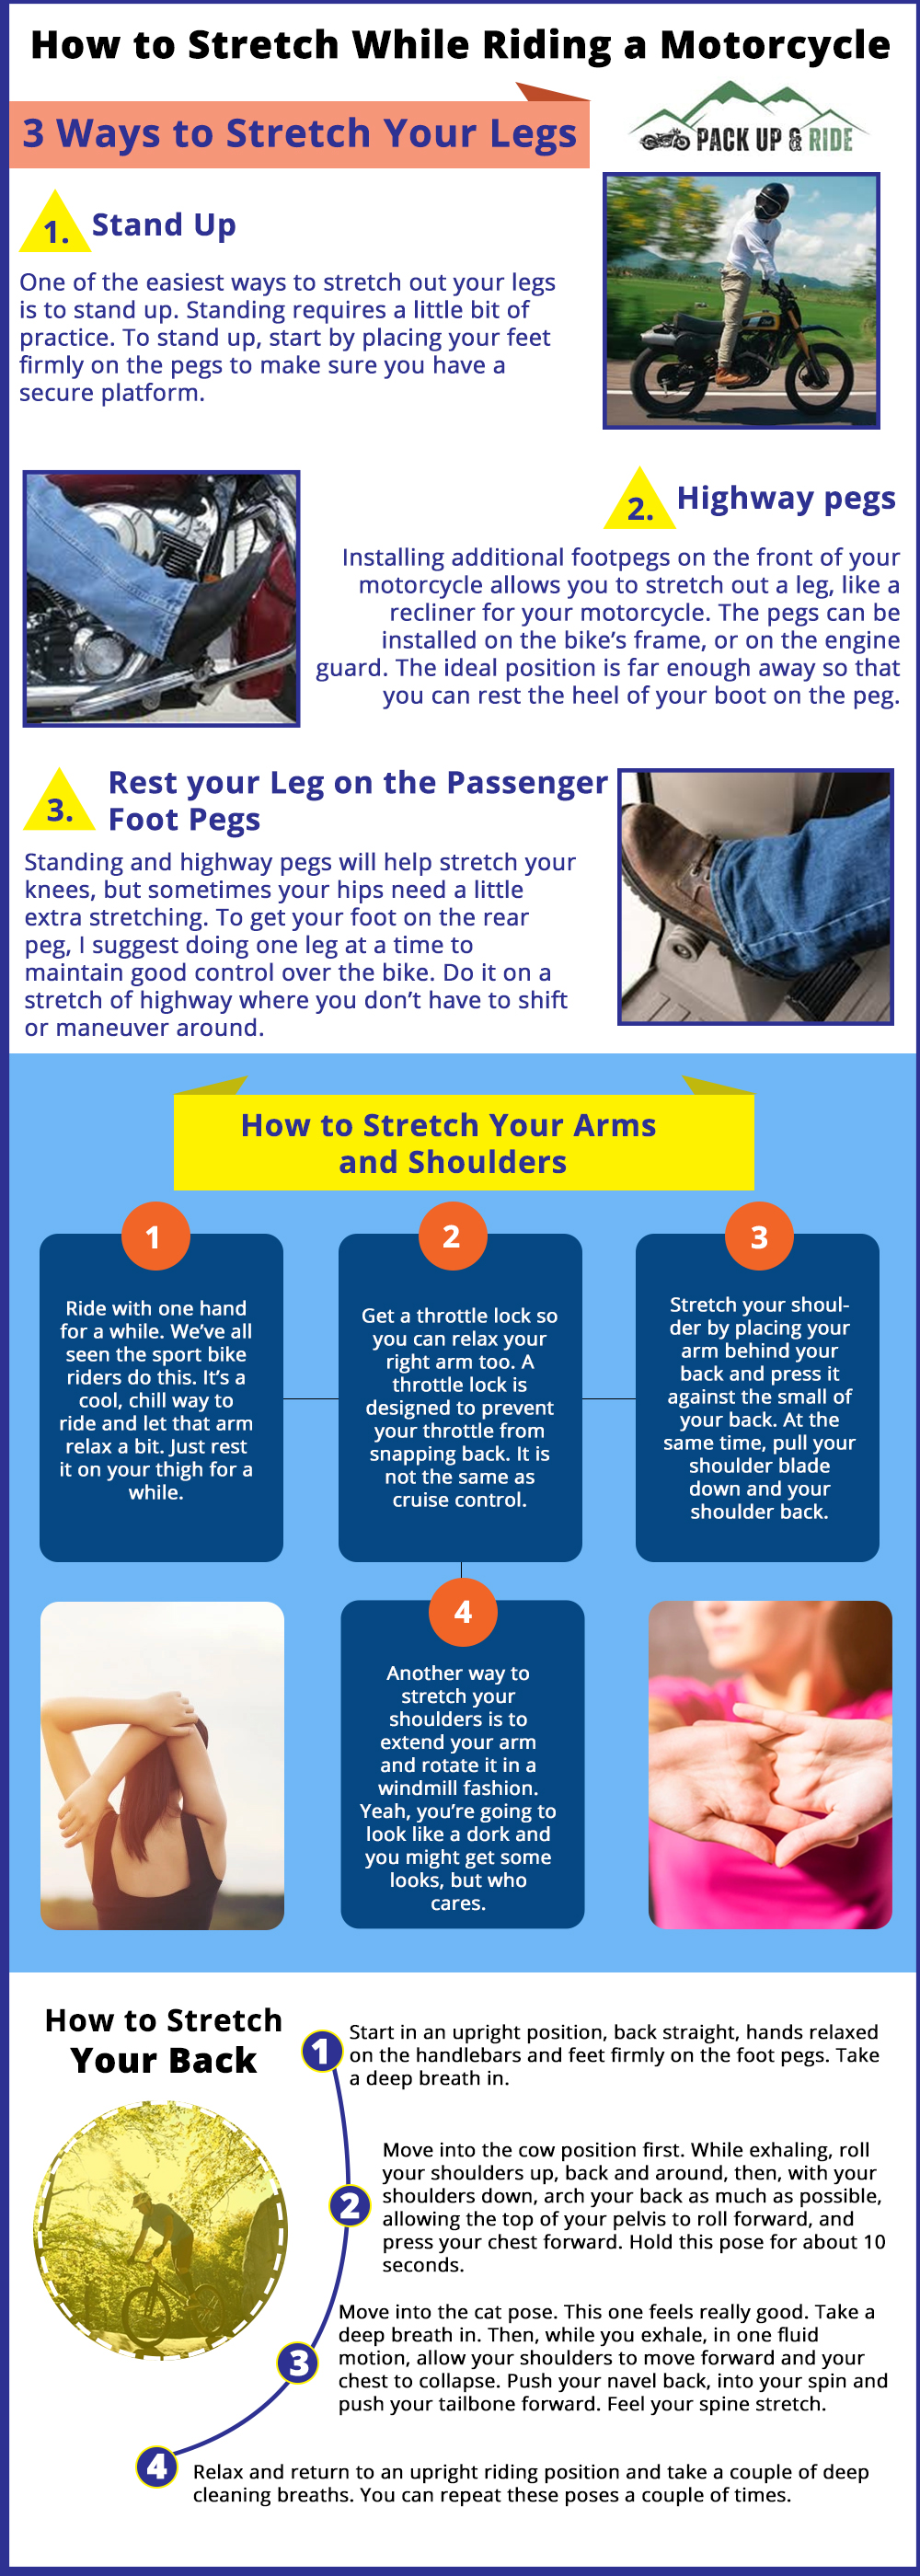 How to Stretch While Riding a Motorcycle
3 Ways to Stretch Your Legs
PACK UP & RIDE
1. Stand Up
One of the easiest ways to stretch out your legs
is to stand up. Standing requires a little bit of
practice. To stand up, start by placing your feet
firmly on the pegs to make sure you have a
secure platform.
2. Highway pegs
Installing additional footpegs on the front of your
motorcycle allows you to stretch out a leg, like a
recliner for your motorcycle. The pegs can be
installed on the bike's frame, or on the engine
guard. The ideal position is far enough away so that
you can rest the heel of your boot on the peg.
3. Rest your Leg on the Passenger
Foot Pegs
Standing and highway pegs will help stretch your
knees, but sometimes your hips need a little
extra stretching. To get your foot on the rear
peg, I suggest doing one leg at a time to
maintain good control over the bike. Do it on a
stretch of highway where you don't have to shift
or maneuver around.
How to Stretch Your Arms
and Shoulders
1
Ride with one hand
for a while. We've all
seen the sport bike
riders do this. It's a
cool, chill way to
ride and let that arm
relax a bit. Just rest
it on your thigh for a
while.
2
Get a throttle lock so
you can relax your
right arm too. A
throttle lock is
designed to prevent
your throttle from
snapping back. It is
not the same as
cruise control.
3
Stretch your shoul-
der by placing your
arm behind your
back and press it
against the small of
your back. At the
same time, pull your
shoulder blade
down and your
shoulder back.
4
Another way to
stretch your
shoulders is to
extend your arm
and rotate it in a
windmill fashion.
Yeah, you're going to
look like a dork and
you might get some
looks, but who
cares.
How to Stretch
Your Back
1
Start in an upright position, back straight, hands relaxed
on the handlebars and feet firmly on the foot pegs. Take
a deep breath in.
2
Move into the cow position first. While exhaling, roll
your shoulders up, back and around, then, with your
shoulders down, arch your back as much as possible,
allowing the top of your pelvis to roll forward, and
press your chest forward. Hold this pose for about 10
seconds.
3
Move into the cat pose. This one feels really good. Take a
deep breath in. Then, while you exhale, in one fluid
motion, allow your shoulders to move forward and your
chest to collapse. Push your navel back, into your spin and
push your tailbone forward. Feel your spine stretch.
4
Relax and return to an upright riding position and take a couple of deep
cleaning breaths. You can repeat these poses a couple of times.